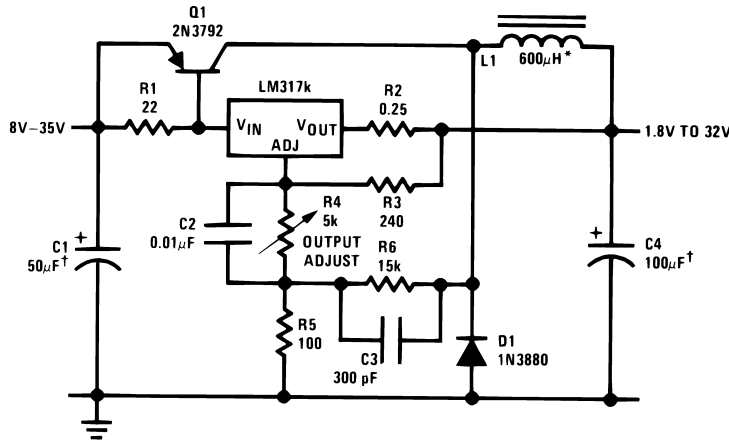 Q1
2N3792
L1
600μH*
R1
22
LM317k
R2
0.25
8V–35V
VIN
VOUT
ADJ
1.8V TO 32V
R3
240
R4
5k
OUTPUT
ADJUST
C2
0.01μF
R6
15k
C1
50μF†
+
C4
100μF†
+
R5
100
C3
300 pF
D1
1N3880